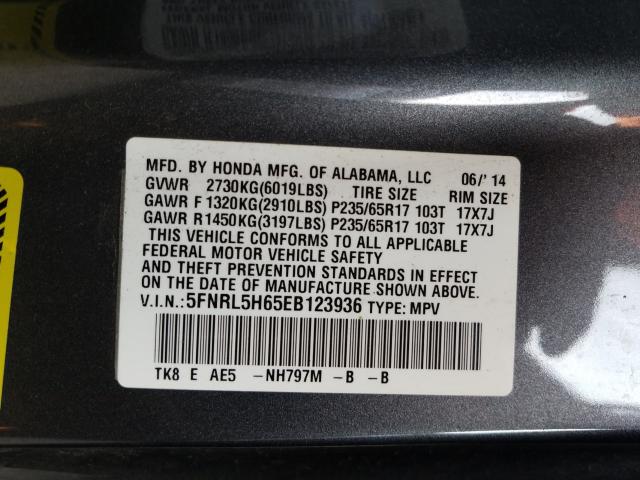 MFD. BY HONDA MFG. OF ALABAMA, LLC 06/'14
GVWR 2730KG(6019LBS) TIRE SIZE RIM SIZE
GAWR F 1320KG(2910LBS) P235/65R17 103T 17X7J
GAWR R1450KG(3197LBS) P235/65R17 103T 17X7J
THIS VEHICLE CONFORMS TO ALL APPLICABLE
FEDERAL MOTOR VEHICLE SAFETY
AND THEFT PREVENTION STANDARDS IN EFFECT
ON THE DATE OF MANUFACTURE SHOWN ABOVE.
V.I.N.:5FNRL5H65EB123936 TYPE: MPV
TK8 E AE5 -NH797M -B -B